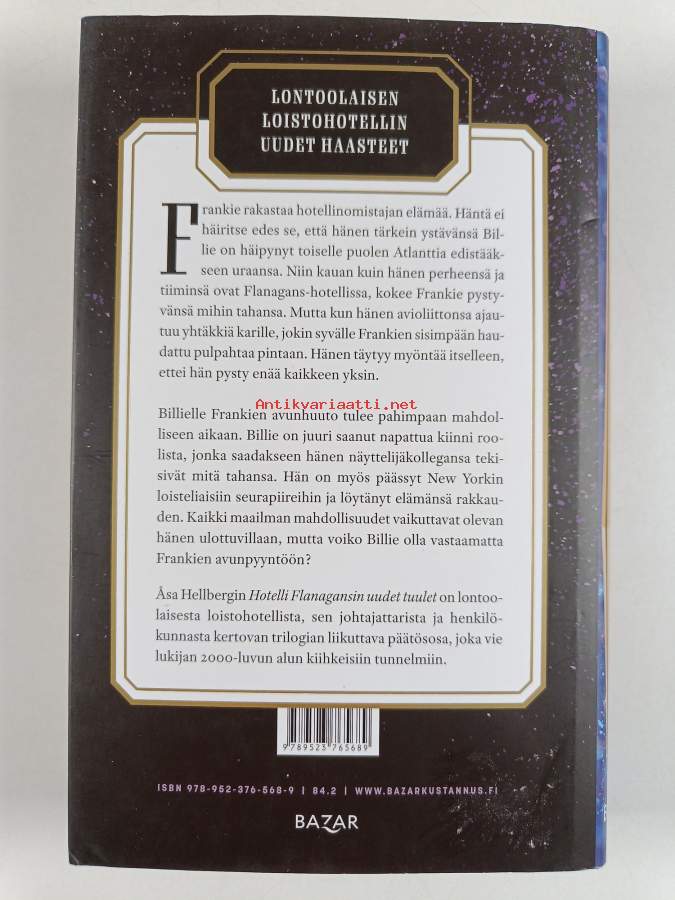 LONTOOLAISEN
LOISTOHOTELLIN
UUDET HAASTEET
Frankie rakastaa hotellinomistajan elämää. Häntä ei
häiritse edes se, että hänen tärkein ystävänsä Bil-
lie on häipynyt toiselle puolen Atlanttia edistääk-
seen uraansa. Niin kauan kuin hänen perheensä ja
tiiminsä ovat Flanagans-hotellissa, kokee Frankie pysty-
vänsä mihin tahansa. Mutta kun hänen avioliittonsa ajau-
tuu yhtäkkiä karille, jokin syvälle Frankien sisimpään hau-
dattu pulpahtaa pintaan. Hänen täytyy myöntää itselleen,
ettei hän pysty enää kaikkeen yksin.
Antikvariaatti.net
Billielle Frankien avunhuuto tulee pahimpaan mahdol-
liseen aikaan. Billie on juuri saanut napattua kiinni roo-
lista, jonka saadakseen hänen näyttelijäkollegansa teki-
sivät mitä tahansa. Hän on myös päässyt New Yorkin
loisteliaisiin seurapiireihin ja löytänyt elämänsä rakkau-
den. Kaikki maailman mahdollisuudet vaikuttavat olevan
hänen ulottuvillaan, mutta voiko Billie olla vastaamatta
Frankien avunpyyntöön?
Åsa Hellbergin Hotelli Flanagansin uudet tuulet on lontoo-
laisesta loistohotellista, sen johtajattarista ja henkilö-
kunnasta kertovan trilogian liikuttava päätösosa, joka vie
lukijan 2000-luvun alun kiihkeisiin tunnelmiin.
9 789523 765689
ISBN 978-952-376-568-9 | 84.2 | WWW.BAZARKUSTANNUS.FI
BAZAR